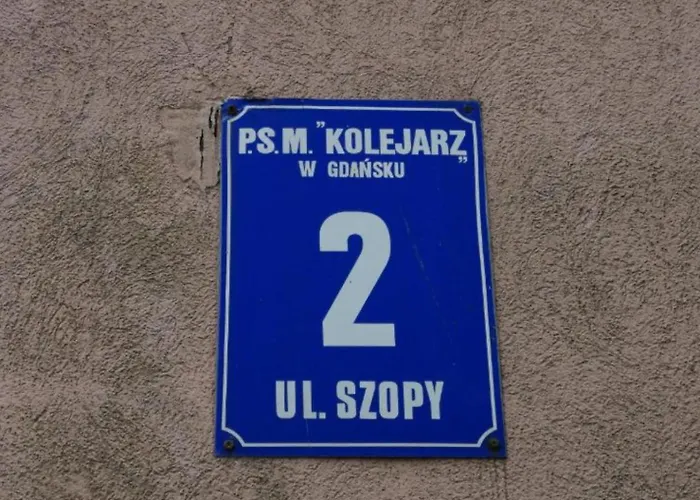 P.S.M. "KOLEJARZ"
W GDAŃSKU
2
UL. SZOPY